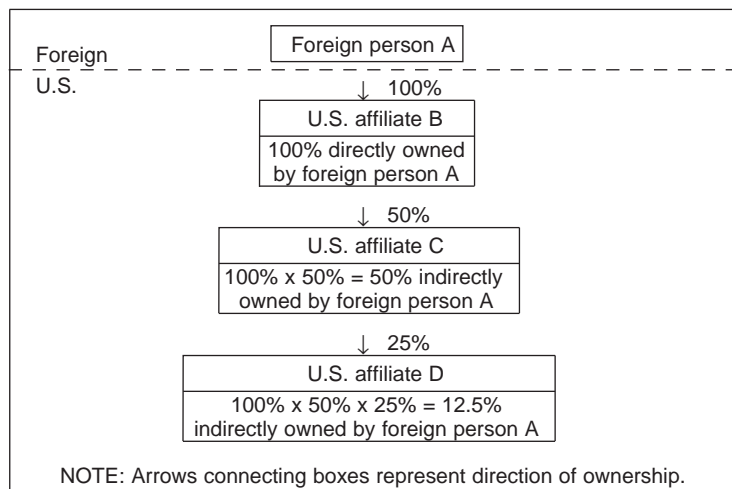 Foreign person A
Foreign
U.S.
↓ 100%
U.S. affiliate B
100% directly owned
by foreign person A
↓ 50%
U.S. affiliate C
100% x 50% = 50% indirectly
owned by foreign person A
↓ 25%
U.S. affiliate D
100% x 50% x 25% = 12.5%
indirectly owned by foreign person A
NOTE: Arrows connecting boxes represent direction of ownership.